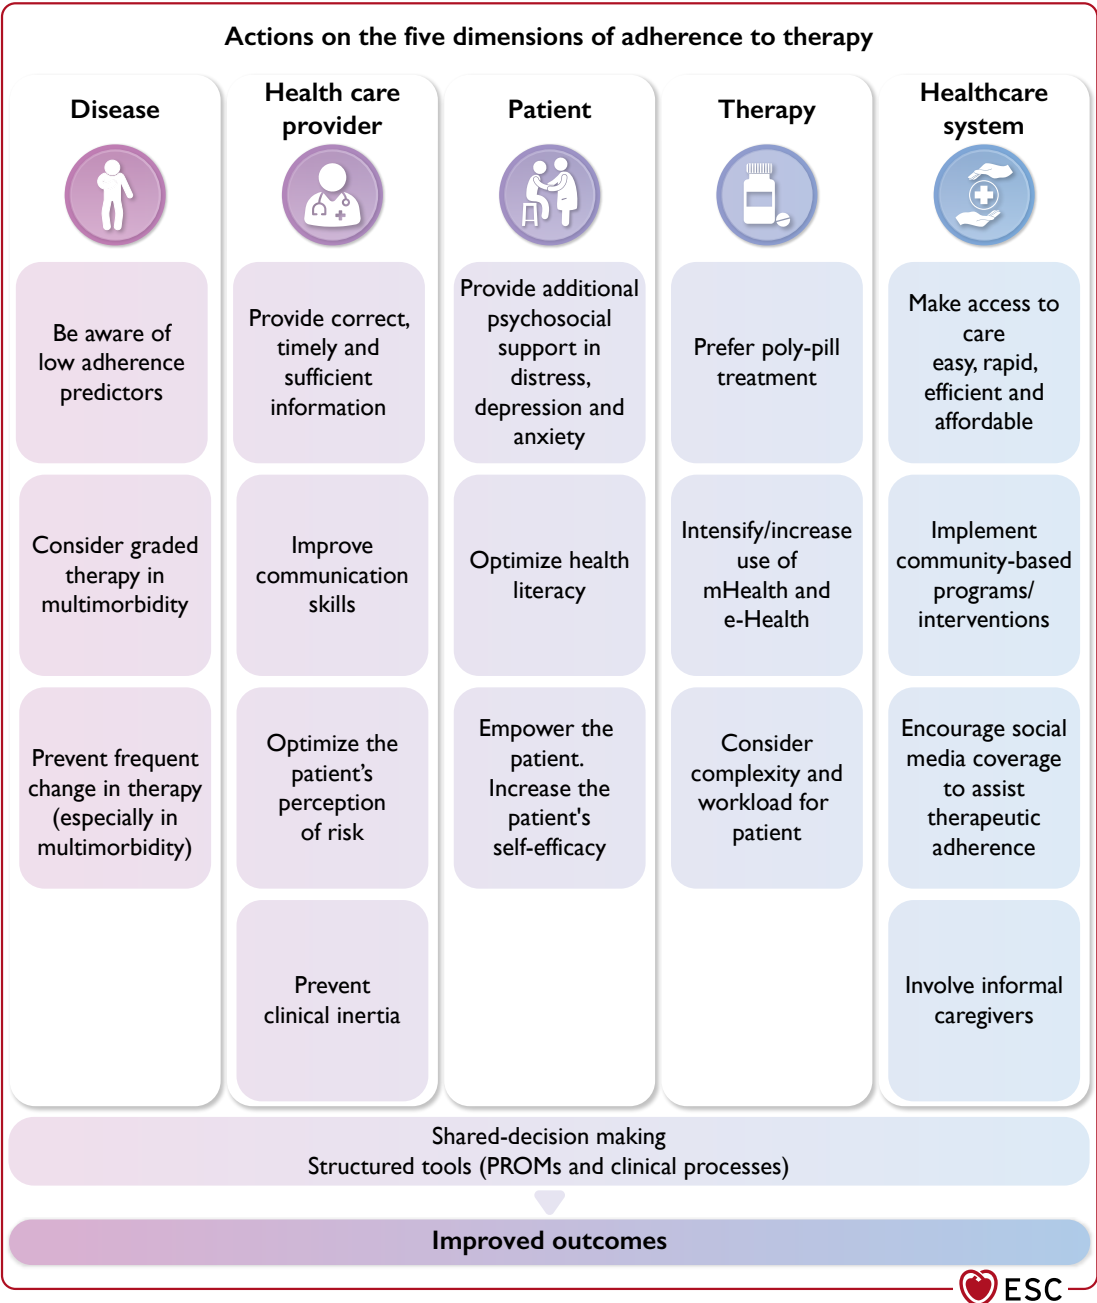 Actions on the five dimensions of adherence to therapy
Disease
Be aware of
low adherence
predictors
Consider graded
therapy in
multimorbidity
Prevent frequent
change in therapy
(especially in
multimorbidity)
Health care
provider
Provide correct,
timely and
sufficient
information
Improve
communication
skills
Optimize the
patient’s
perception
of risk
Prevent
clinical inertia
Patient
Provide additional
psychosocial
support in
distress,
depression and
anxiety
Optimize health
literacy
Empower the
patient.
Increase the
patient's
self-efficacy
Therapy
Prefer poly-pill
treatment
Intensify/increase
use of
mHealth and
e-Health
Consider
complexity and
workload for
patient
Healthcare
system
Make access to
care
easy, rapid,
efficient and
affordable
Implement
community-based
programs/
interventions
Encourage social
media coverage
to assist
therapeutic
adherence
Involve informal
caregivers
Shared-decision making
Structured tools (PROMs and clinical processes)
Improved outcomes
ESC